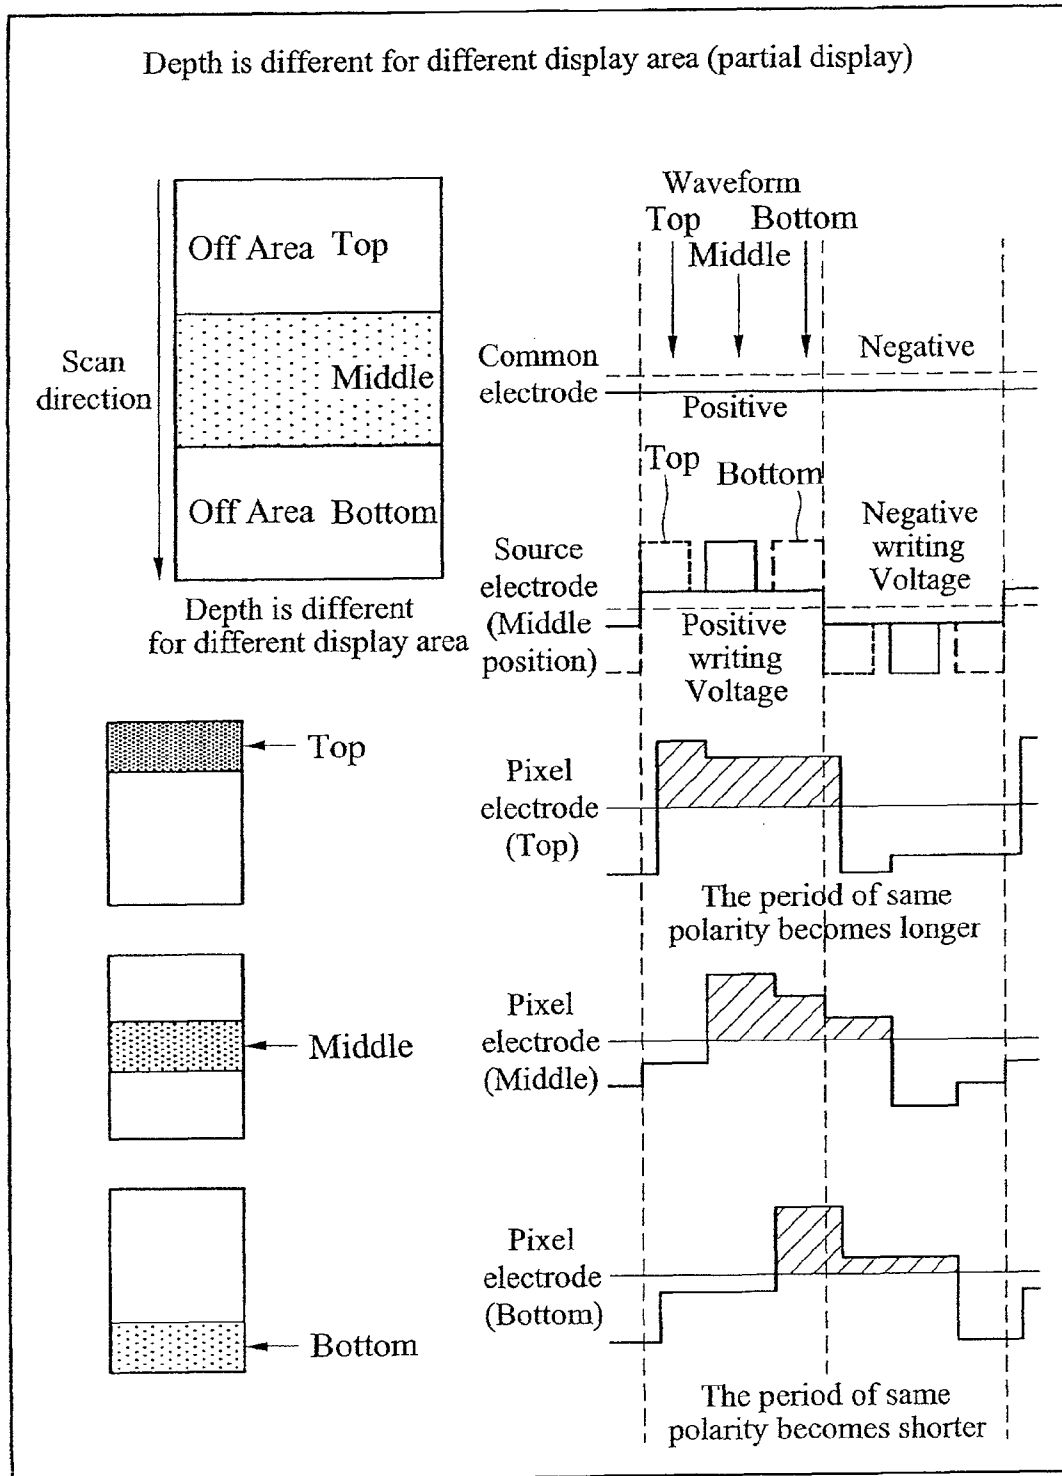 Depth is different for different display area (partial display)
Scan
direction
Off Area Top
Middle
Off Area Bottom
Depth is different
for different display area
Waveform
Top Bottom
Middle
Common
electrode
Negative
Positive
Top
Bottom
Source
electrode
(Middle
position)
Positive
writing
Voltage
Negative
writing
Voltage
Top
Pixel
electrode
(Top)
The period of same
polarity becomes longer
Middle
Pixel
electrode
(Middle)
Bottom
Pixel
electrode
(Bottom)
The period of same
polarity becomes shorter